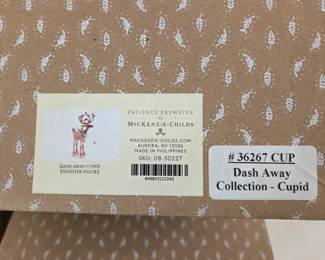 PATIENCE BREWSTER
by
MACKENZIE-CHILDS
MACKENZIE-CHILDS.COM
AURORA, NY 13026
MADE IN PHILIPPINES
SKU: 08-30227
DASH AWAY CUPID
REINDEER FIGURE
# 36267 CUP
Dash Away
Collection - Cupid